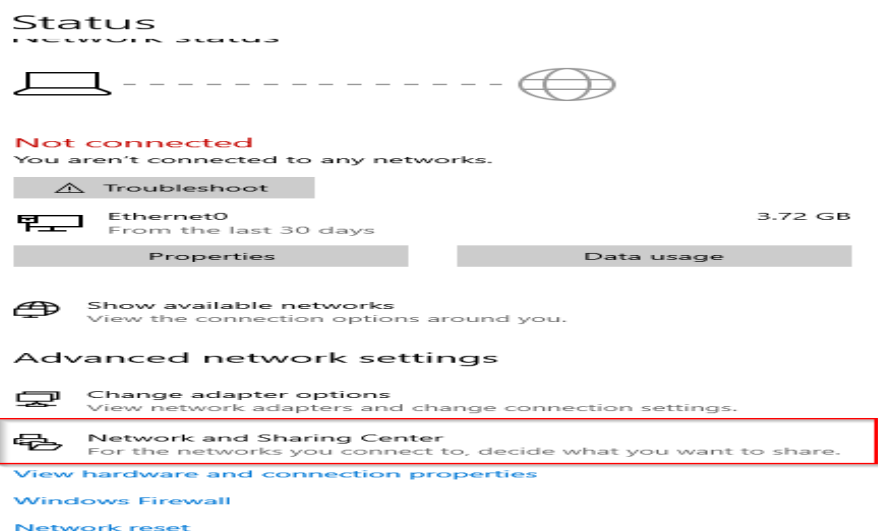 Status
Network status
Not connected
You aren't connected to any networks.
Troubleshoot
Ethernet0
3.72 GB
From the last 30 days
Properties
Data usage
Show available networks
View the connection options around you.
Advanced network settings
Change adapter options
View network adapters and change connection settings.
Network and Sharing Center
For the networks you connect to, decide what you want to share.
View hardware and connection properties
Windows Firewall
Network reset